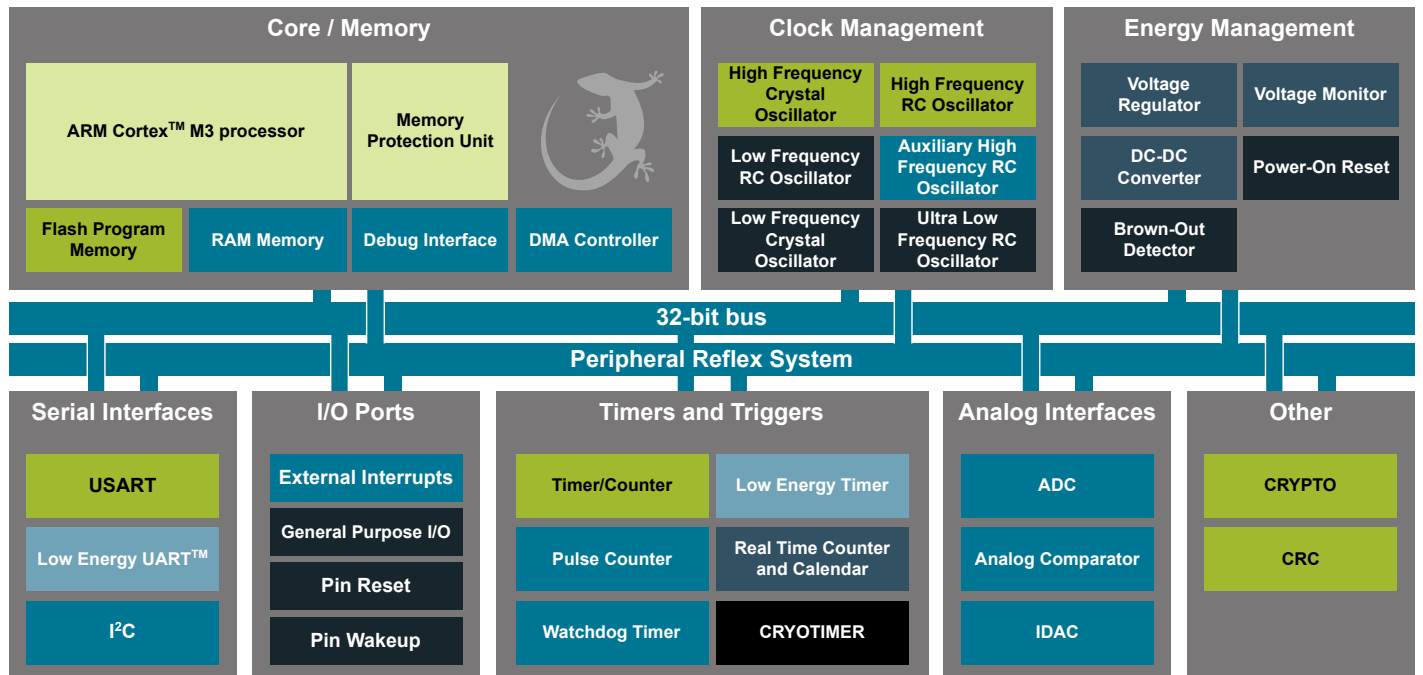 Core / Memory
ARM Cortex™ M3 processor
Memory
Protection Unit
Flash Program
Memory
RAM Memory
Debug Interface
DMA Controller
Clock Management
High Frequency
Crystal
Oscillator
High Frequency
RC Oscillator
Low Frequency
RC Oscillator
Auxiliary High
Frequency RC
Oscillator
Low Frequency
Crystal
Oscillator
Ultra Low
Frequency RC
Oscillator
Energy Management
Voltage
Regulator
Voltage Monitor
DC-DC
Converter
Power-On Reset
Brown-Out
Detector
32-bit bus
Peripheral Reflex System
Serial Interfaces
USART
Low Energy UART™
I²C
I/O Ports
External Interrupts
General Purpose I/O
Pin Reset
Pin Wakeup
Timers and Triggers
Timer/Counter
Low Energy Timer
Pulse Counter
Real Time Counter
and Calendar
Watchdog Timer
CRYOTIMER
Analog Interfaces
ADC
Analog Comparator
IDAC
Other
CRYPTO
CRC